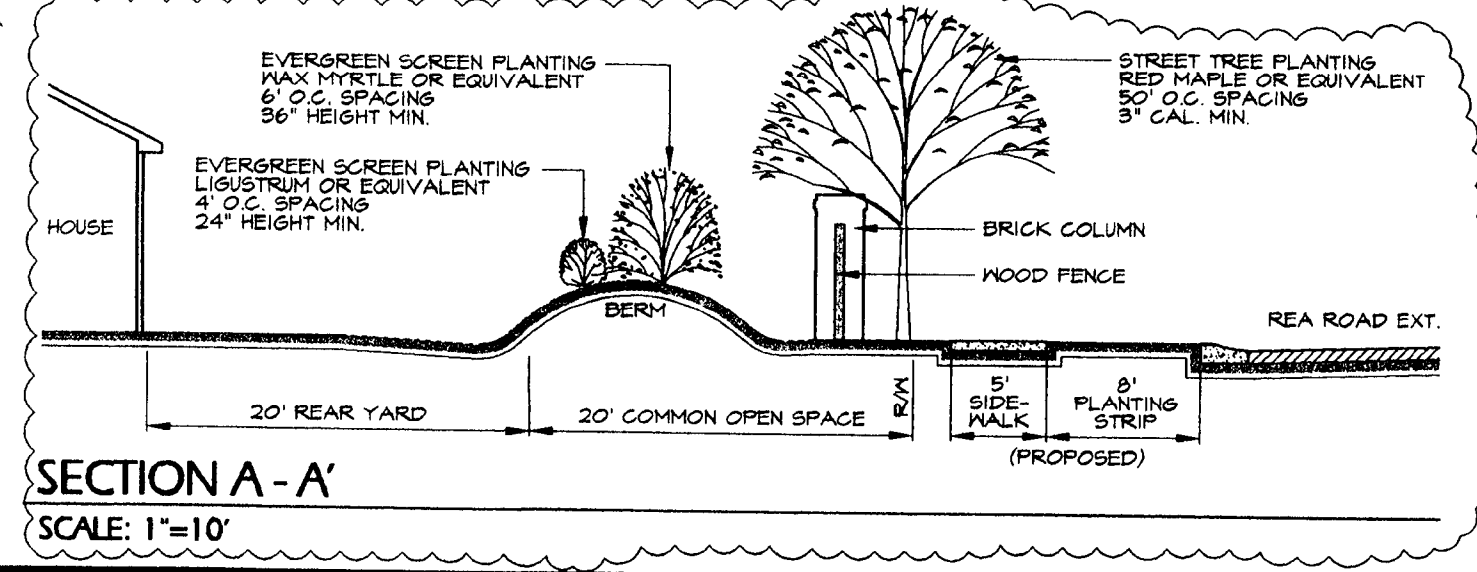 EVERGREEN SCREEN PLANTING
WAX MYRTLE OR EQUIVALENT
6' O.C. SPACING
36" HEIGHT MIN.
STREET TREE PLANTING
RED MAPLE OR EQUIVALENT
50' O.C. SPACING
3" CAL. MIN.
EVERGREEN SCREEN PLANTING
LIGUSTRUM OR EQUIVALENT
4' O.C. SPACING
24" HEIGHT MIN.
HOUSE
BRICK COLUMN
WOOD FENCE
BERM
REA ROAD EXT.
20' REAR YARD
20' COMMON OPEN SPACE
R/W
5'
SIDE-
WALK
8'
PLANTING
STRIP
(PROPOSED)
SECTION A - A'
SCALE: 1"=10'